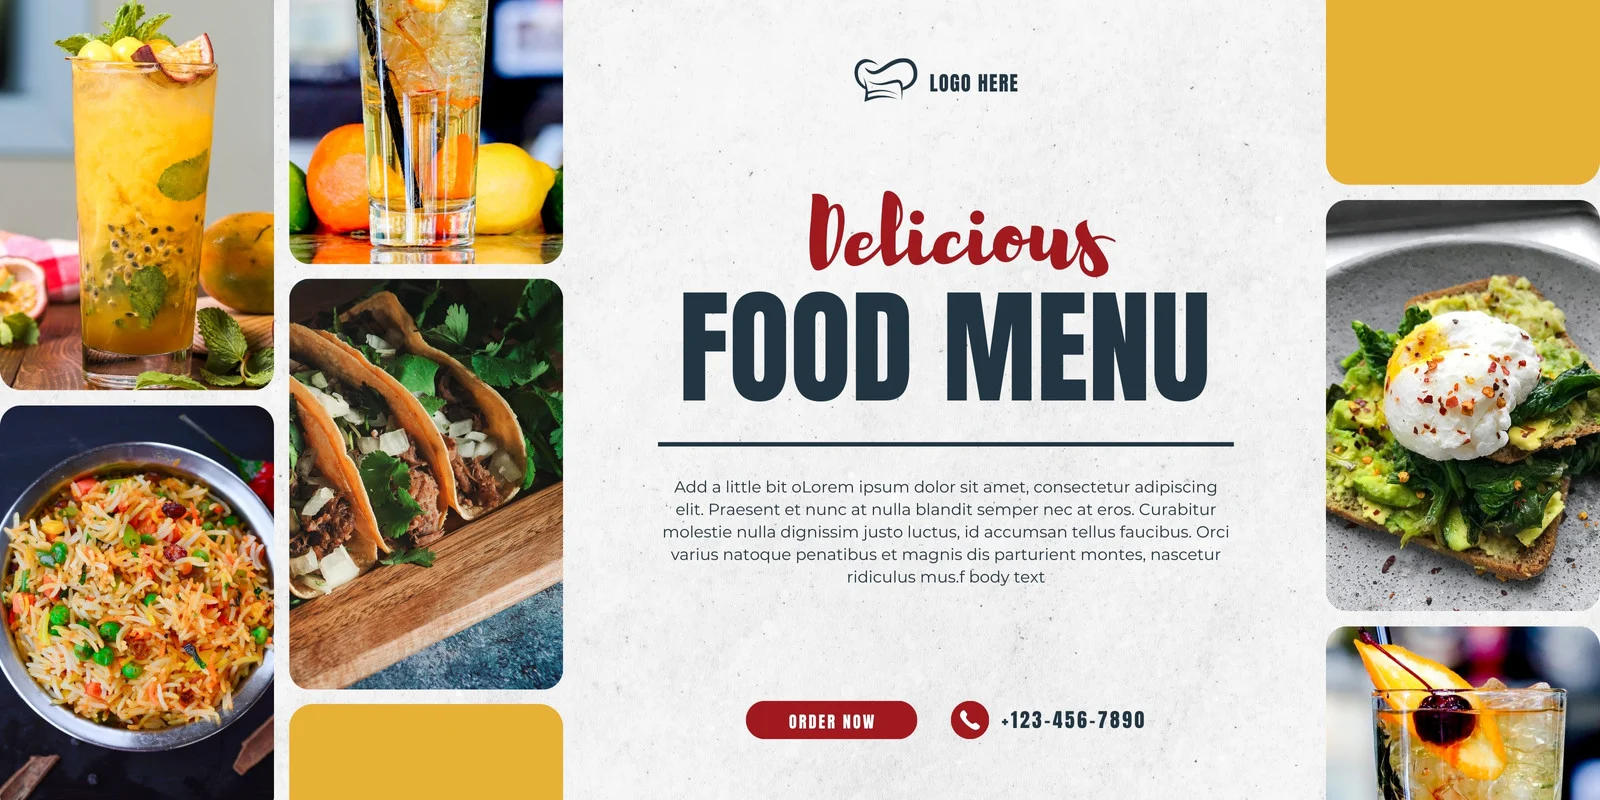 LOGO HERE
Delicious
FOOD MENU
Add a little bit oLorem ipsum dolor sit amet, consectetur adipiscing
elit. Praesent et nunc at nulla blandit semper nec at eros. Curabitur
molestie nulla dignissim justo luctus, id accumsan tellus faucibus. Orci
varius natoque penatibus et magnis dis parturient montes, nascetur
ridiculus mus.f body text
ORDER NOW
+123-456-7890